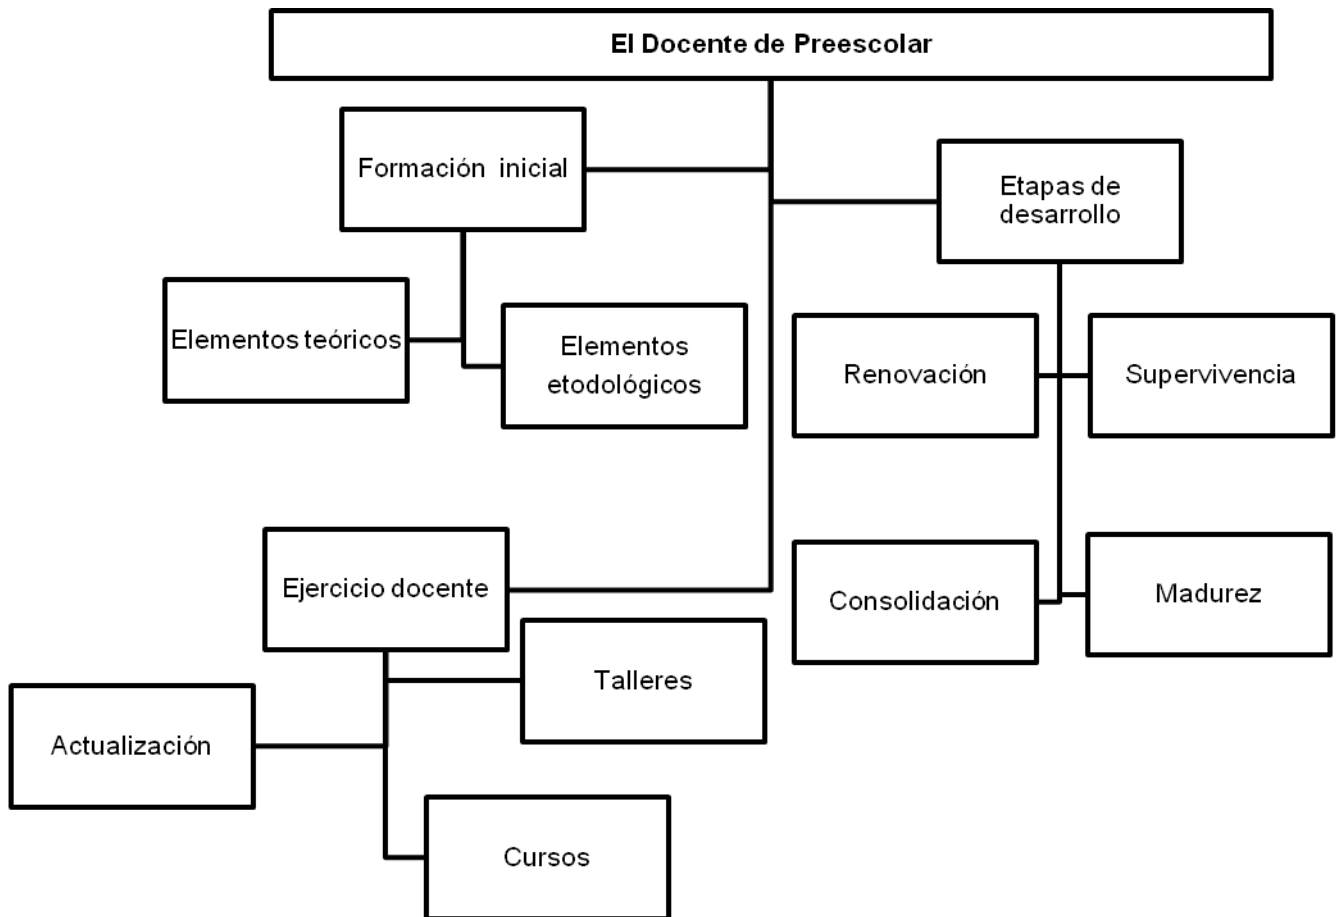 El Docente de Preescolar
Formación inicial
Etapas de
desarrollo
Elementos teóricos
Elementos
etodológicos
Renovación
Supervivencia
Ejercicio docente
Consolidación
Madurez
Talleres
Actualización
Cursos